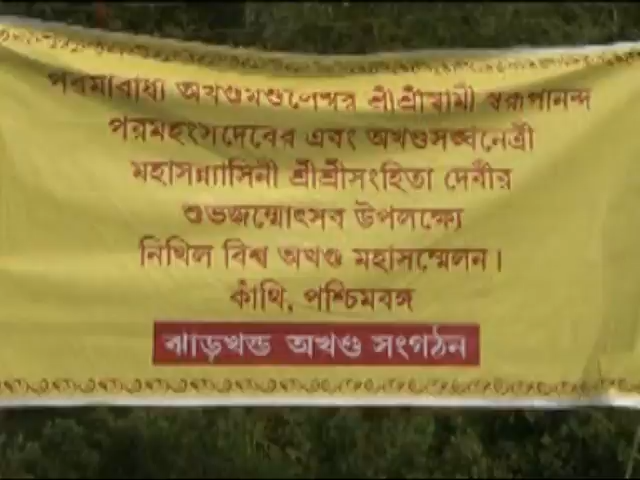 পরমারাধ্য অখণ্ডমণ্ডলেশ্বর শ্রীশ্রীস্বামী স্বরূপানন্দ
পরমহংসদেবের এবং অখণ্ডসঙ্ঘনেত্রী
মহাসন্ন্যাসিনী শ্রীশ্রীসংহিতা দেবীর
শুভজন্মোৎসব উপলক্ষ্যে
নিখিল বিশ্ব অখণ্ড মহাসম্মেলন।
কাঁথি, পশ্চিমবঙ্গ
ঝাড়খন্ড অখণ্ড সংগঠন